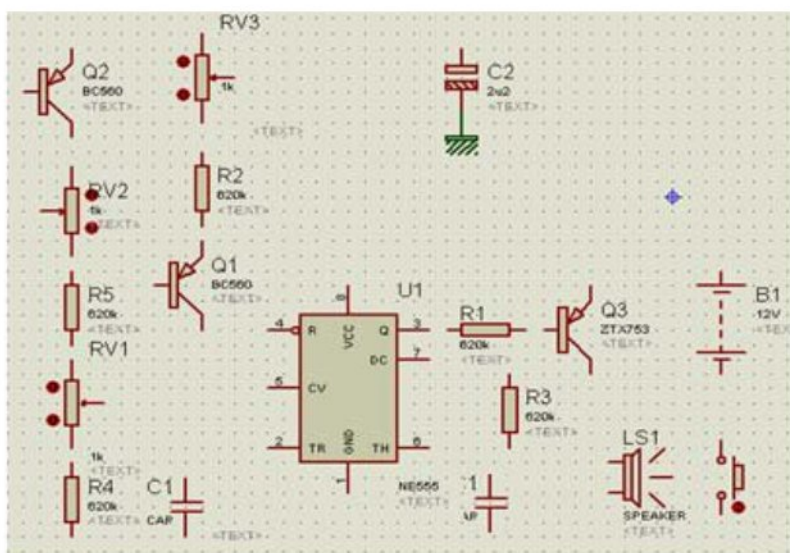 RV3
Q2
BC560
<TEXT>
1k
<TEXT>
C2
2u2
<TEXT>
RV2
1k
<TEXT>
R2
620k
<TEXT>
Q1
BC560
<TEXT>
R5
620k
<TEXT>
RV1
1k
<TEXT>
R4
620k
<TEXT>
C1
CAP
<TEXT>
U1
8
VCC
4
R
Q
3
DC
7
5
CV
2
TR
GND
TH
6
1
NE555
<TEXT>
R1
620k
<TEXT>
Q3
ZTX753
<TEXT>
R3
620k
<TEXT>
B1
12V
<TEX
LS1
SPEAKER
<TEXT>
1
AP